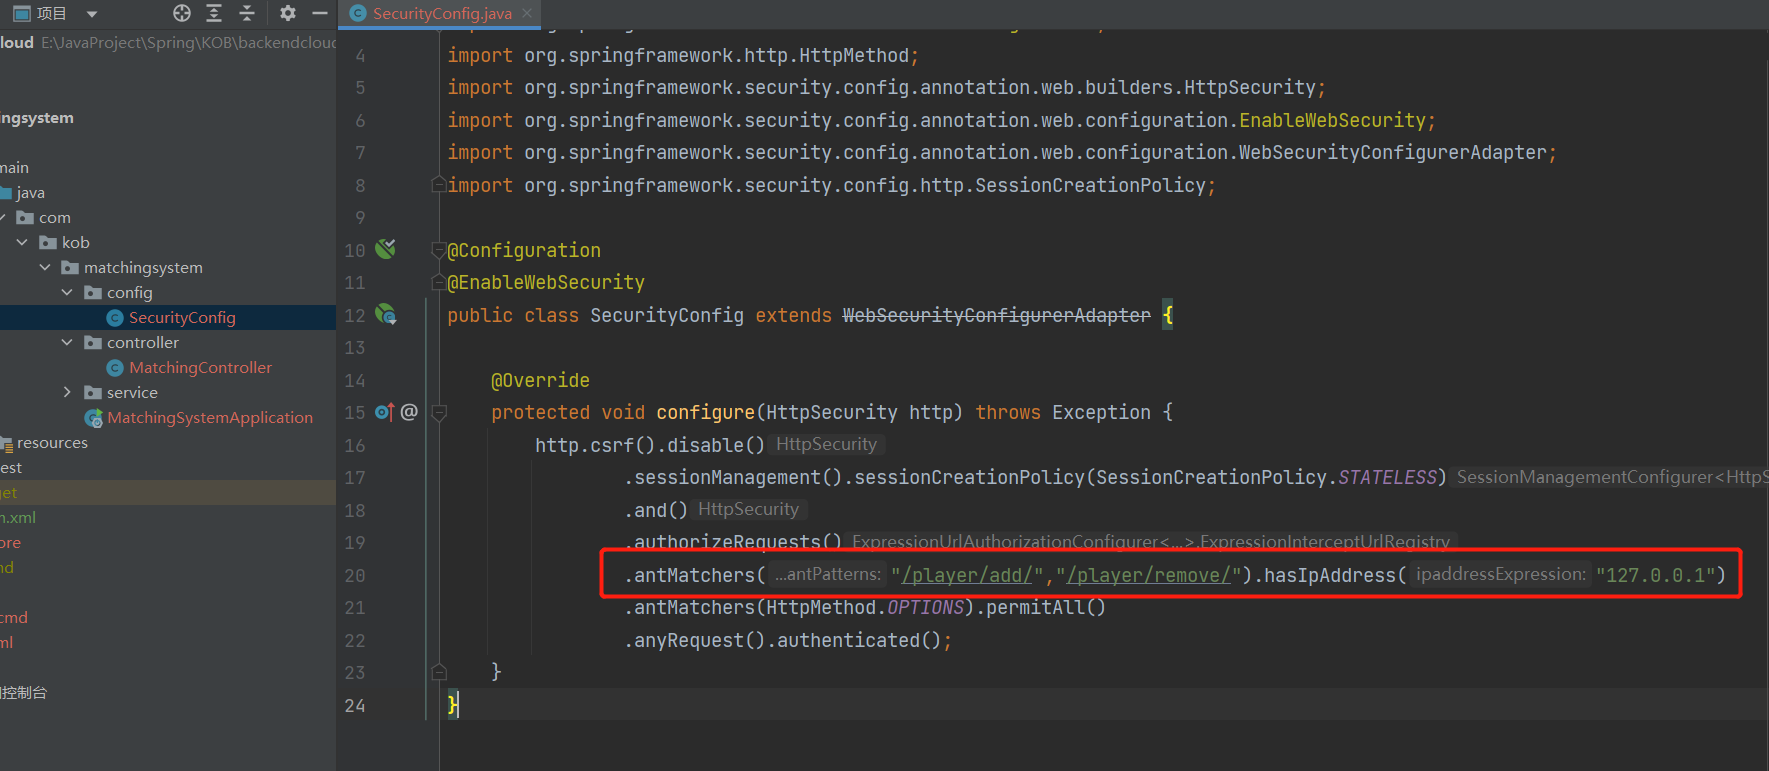 项目
SecurityConfig.java
loud E:\JavaProject\Spring\KOB\backendclou
ingsystem
main
java
com
kob
matchingsystem
config
SecurityConfig
controller
MatchingController
service
MatchingSystemApplication
resources
est
get
n.xml
ore
nd
cmd
ml
控制台
4 import org.springframework.http.HttpMethod;
5 import org.springframework.security.config.annotation.web.builders.HttpSecurity;
6 import org.springframework.security.config.annotation.web.configuration.EnableWebSecurity;
7 import org.springframework.security.config.annotation.web.configuration.WebSecurityConfigurerAdapter;
8 import org.springframework.security.config.http.SessionCreationPolicy;
9
10 @Configuration
11 @EnableWebSecurity
12 public class SecurityConfig extends WebSecurityConfigurerAdapter {
13
14 @Override
15 @ protected void configure(HttpSecurity http) throws Exception {
16 http.csrf().disable() HttpSecurity
17 .sessionManagement().sessionCreationPolicy(SessionCreationPolicy.STATELESS) SessionManagementConfigurer<HttpS
18 .and() HttpSecurity
19 .authorizeRequests() ExpressionUrlAuthorizationConfigurer<...>.ExpressionInterceptUrlRegistry
20 .antMatchers( ...antPatterns: "/player/add/","/player/remove/").hasIpAddress( ipaddressExpression: "127.0.0.1")
21 .antMatchers(HttpMethod.OPTIONS).permitAll()
22 .anyRequest().authenticated();
23 }
24 }